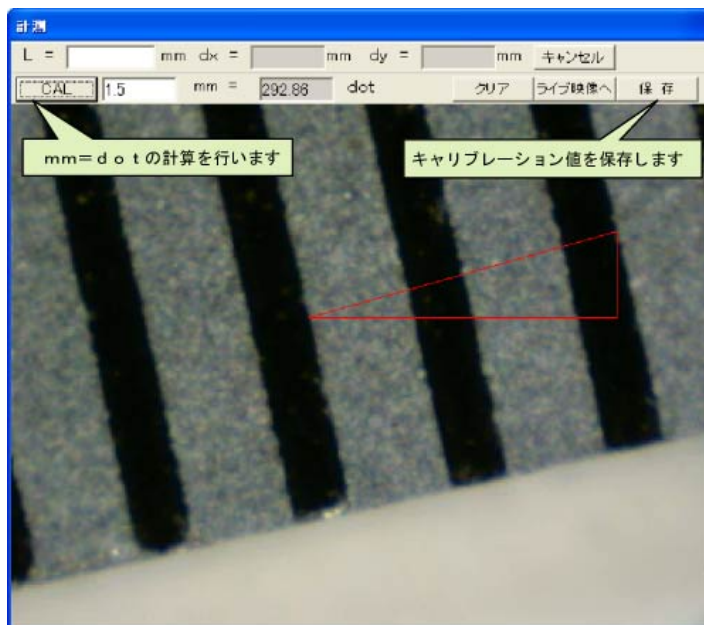 計測
L = mm dx = mm dy = mm キャンセル
CAL 1.5 mm = 292.86 dot クリア ライブ映像へ 保存
mm=dotの計算を行います
キャリブレーション値を保存します